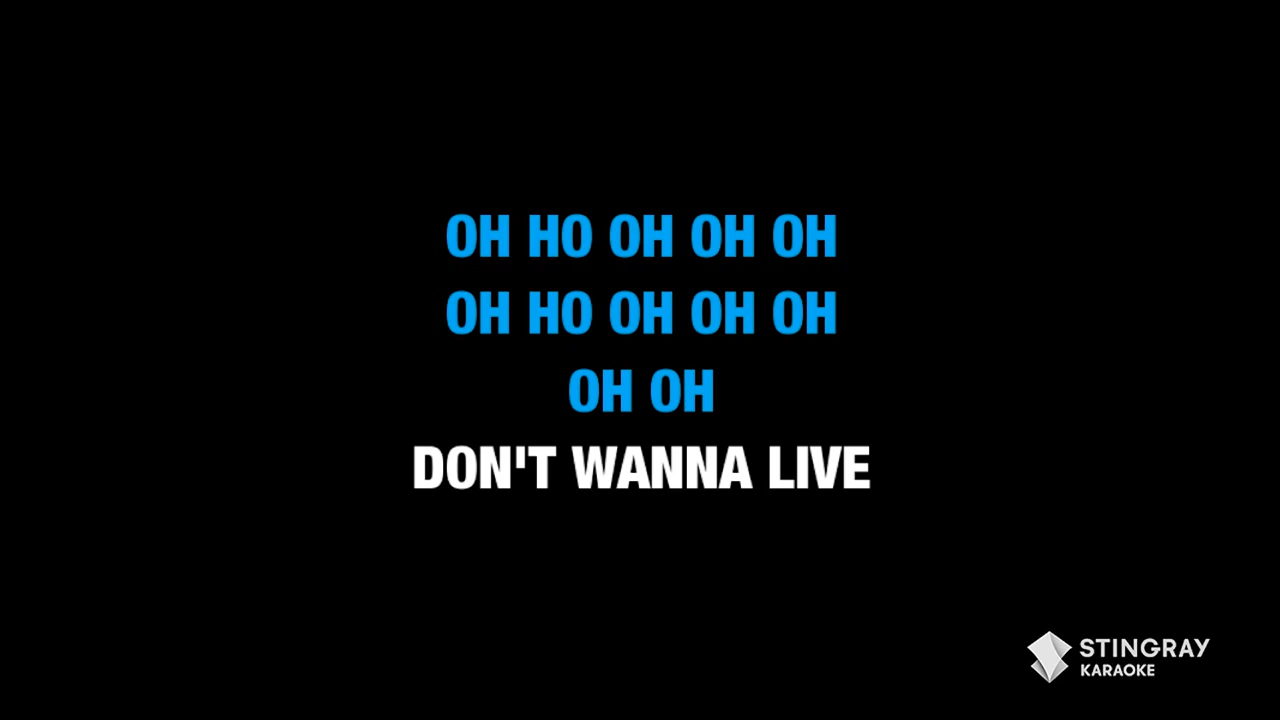 OH HO OH OH OH
OH HO OH OH OH
OH OH
DON'T WANNA LIVE
STINGRAY
KARAOKE